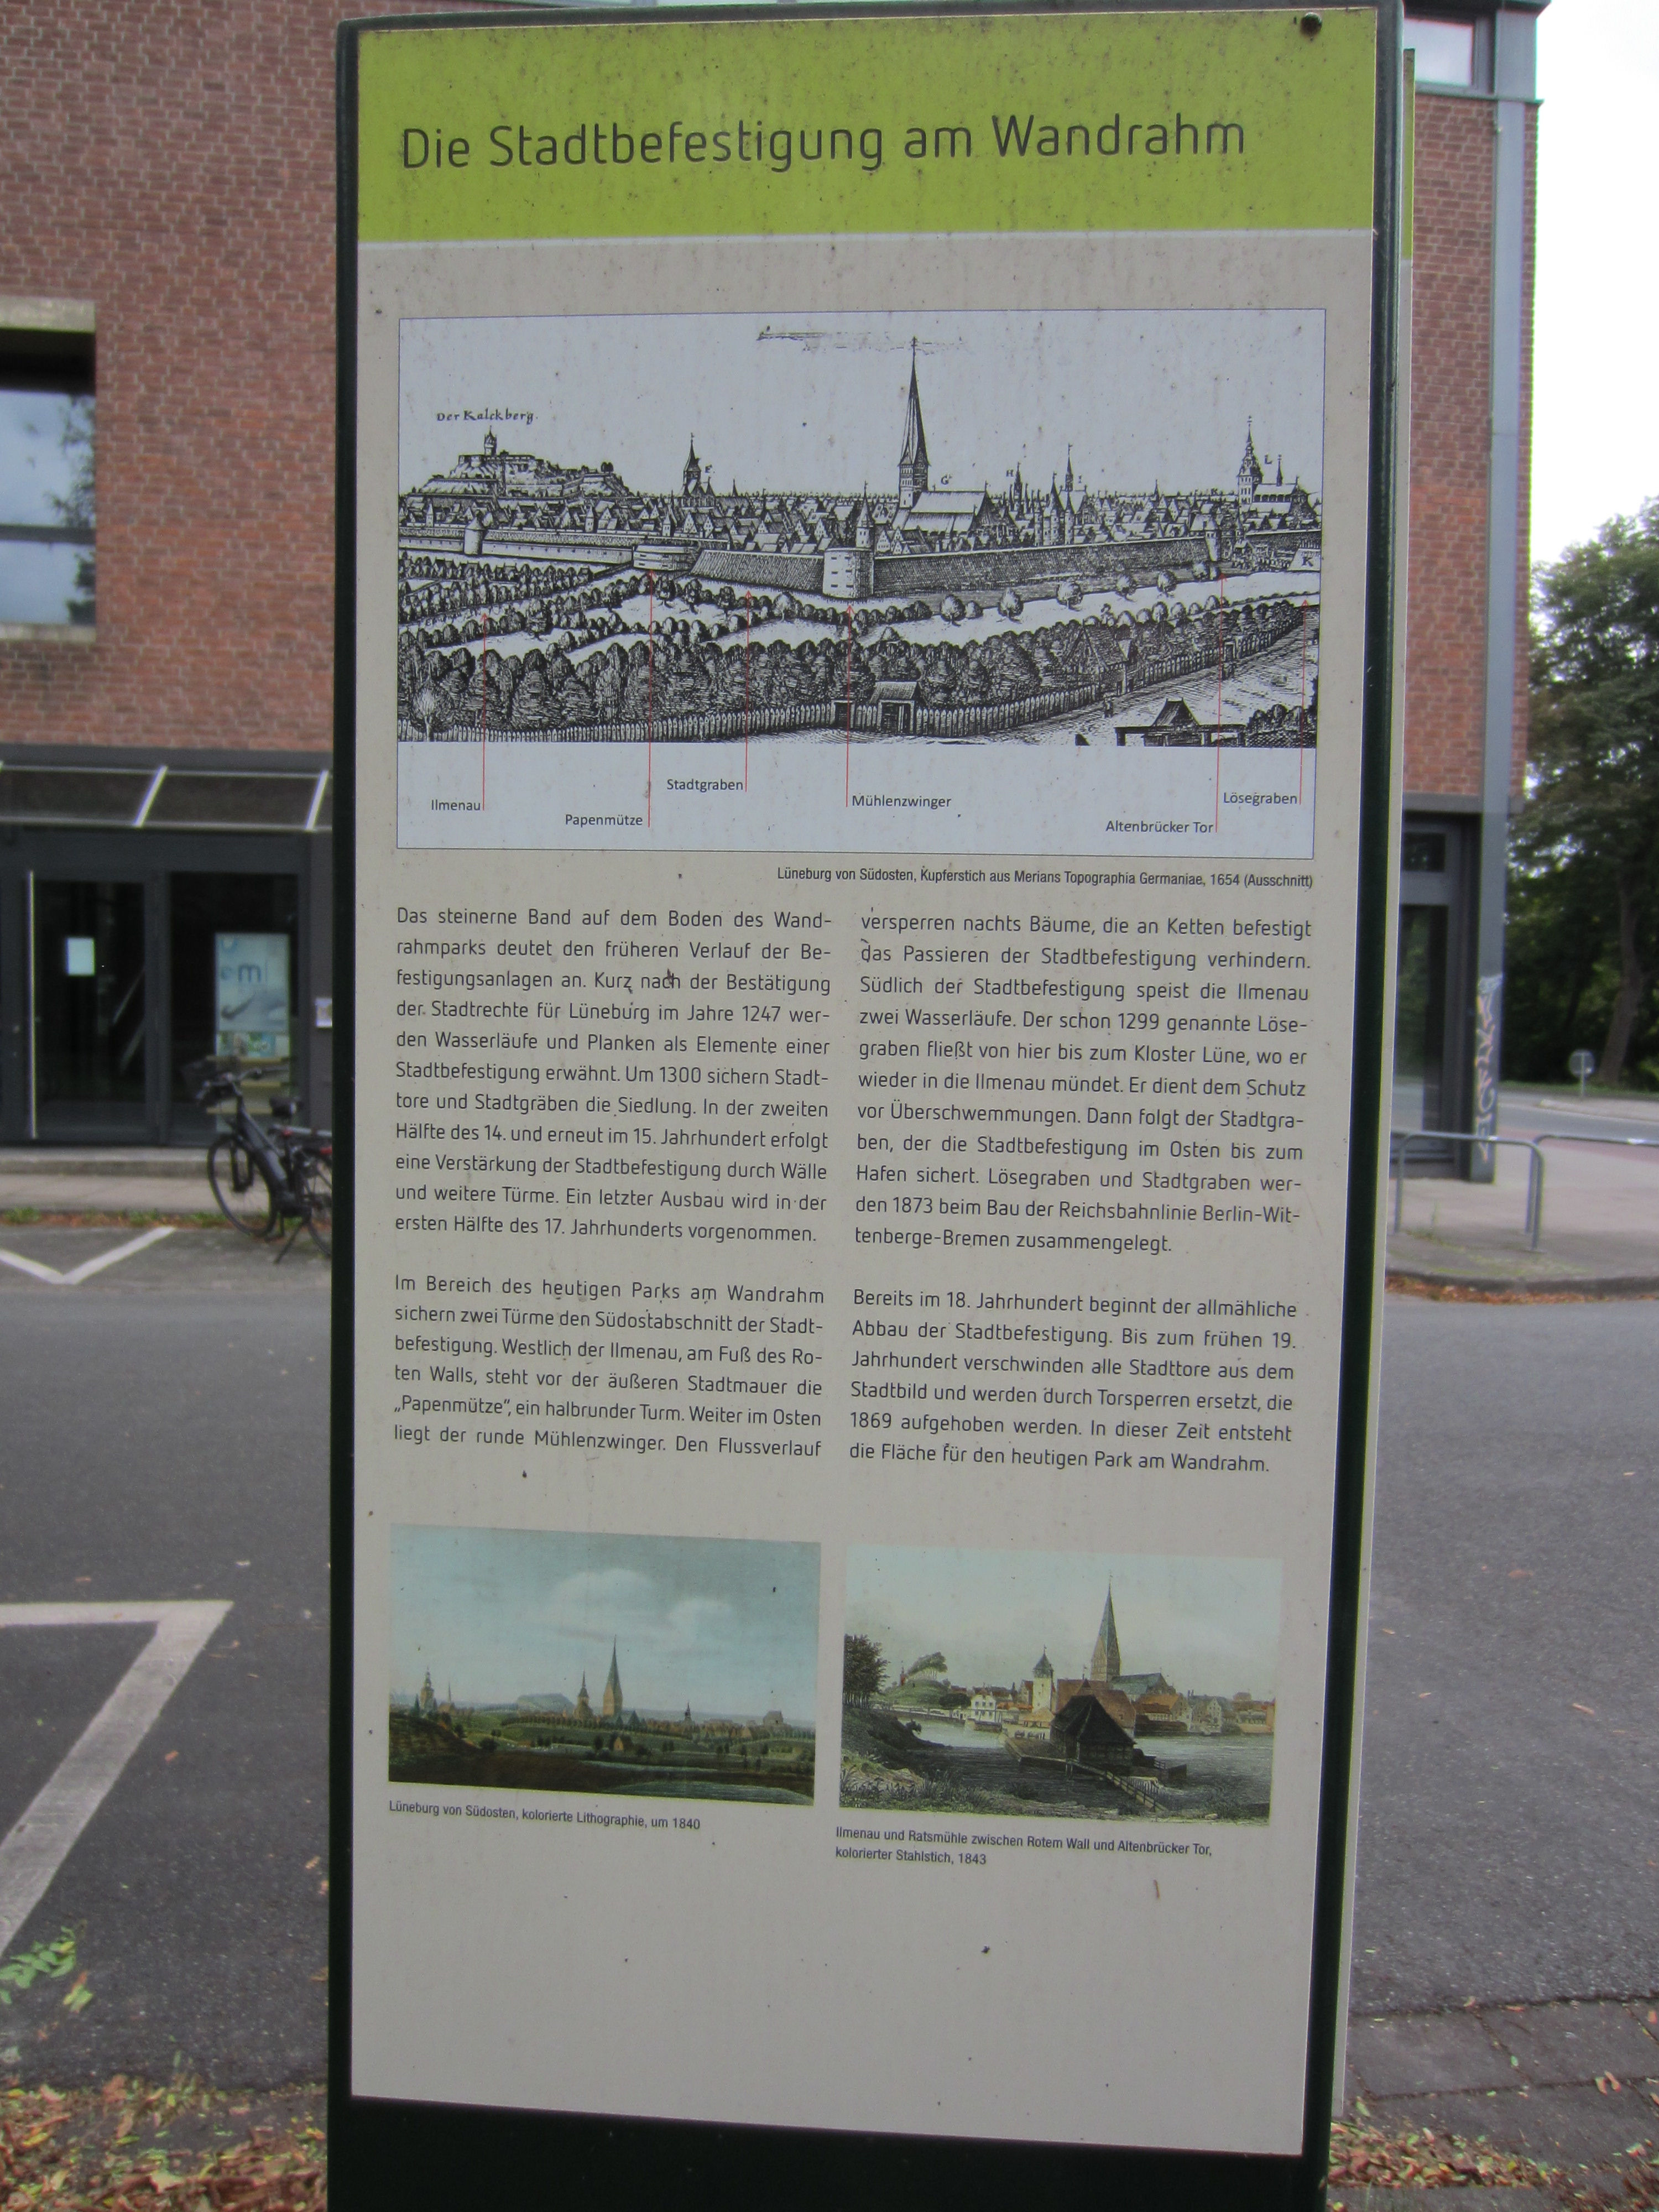 Die Stadtbefestigung am Wandrahm
Der Kalckberg.
F
G
H
I
L
K
Ilmenau
Papenmütze
Stadtgraben
Mühlenzwinger
Altenbrücker Tor
Lösegraben
Lüneburg von Südosten, Kupferstich aus Merians Topographia Germaniae, 1654 (Ausschnitt)
Das steinerne Band auf dem Boden des Wand-
rahmparks deutet den früheren Verlauf der Be-
festigungsanlagen an. Kurz nach der Bestätigung
der Stadtrechte für Lüneburg im Jahre 1247 wer-
den Wasserläufe und Planken als Elemente einer
Stadtbefestigung erwähnt. Um 1300 sichern Stadt-
tore und Stadtgräben die Siedlung. In der zweiten
Hälfte des 14. und erneut im 15. Jahrhundert erfolgt
eine Verstärkung der Stadtbefestigung durch Wälle
und weitere Türme. Ein letzter Ausbau wird in der
ersten Hälfte des 17. Jahrhunderts vorgenommen.
Im Bereich des heutigen Parks am Wandrahm
sichern zwei Türme den Südostabschnitt der Stadt-
befestigung. Westlich der Ilmenau, am Fuß des Ro-
ten Walls, steht vor der äußeren Stadtmauer die
„Papenmütze“, ein halbrunder Turm. Weiter im Osten
liegt der runde Mühlenzwinger. Den Flussverlauf
versperren nachts Bäume, die an Ketten befestigt
das Passieren der Stadtbefestigung verhindern.
Südlich der Stadtbefestigung speist die Ilmenau
zwei Wasserläufe. Der schon 1299 genannte Löse-
graben fließt von hier bis zum Kloster Lüne, wo er
wieder in die Ilmenau mündet. Er dient dem Schutz
vor Überschwemmungen. Dann folgt der Stadtgra-
ben, der die Stadtbefestigung im Osten bis zum
Hafen sichert. Lösegraben und Stadtgraben wer-
den 1873 beim Bau der Reichsbahnlinie Berlin-Wit-
tenberge-Bremen zusammengelegt.
Bereits im 18. Jahrhundert beginnt der allmähliche
Abbau der Stadtbefestigung. Bis zum frühen 19.
Jahrhundert verschwinden alle Stadttore aus dem
Stadtbild und werden durch Torsperren ersetzt, die
1869 aufgehoben werden. In dieser Zeit entsteht
die Fläche für den heutigen Park am Wandrahm.
Lüneburg von Südosten, kolorierte Lithographie, um 1840
Ilmenau und Ratsmühle zwischen Rotem Wall und Altenbrücker Tor,
kolorierter Stahlstich, 1843